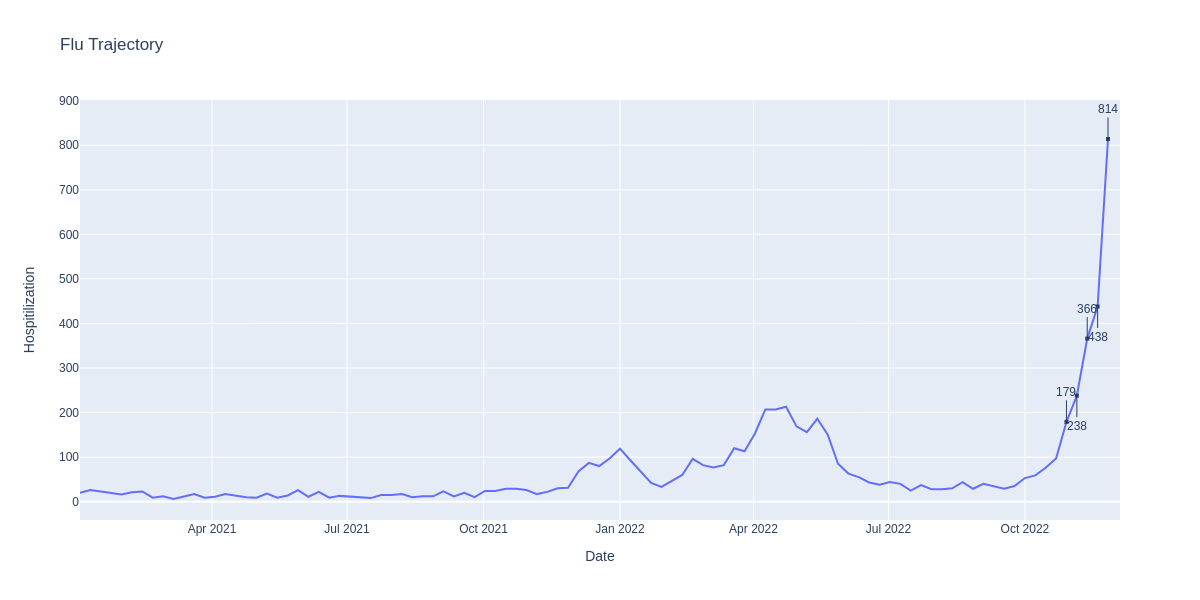 Flu Trajectory
900
800
700
600
500
400
300
200
100
0
Hospitilization
814
366
438
179
238
Apr 2021
Jul 2021
Oct 2021
Jan 2022
Apr 2022
Jul 2022
Oct 2022
Date